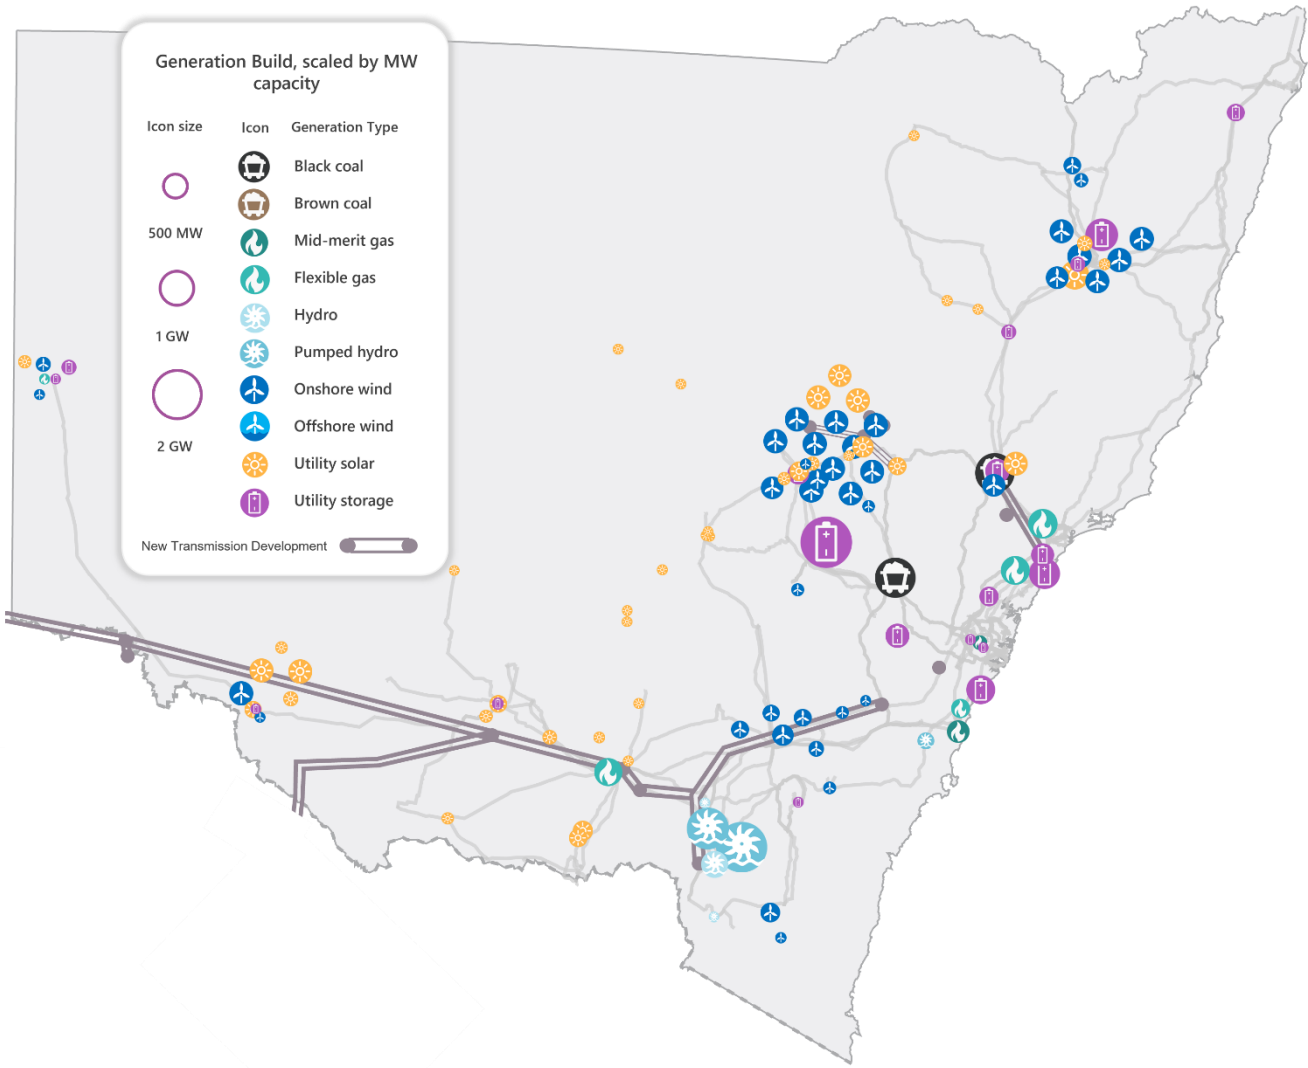 Generation Build, scaled by MW
capacity
Icon size Icon Generation Type
Black coal
Brown coal
500 MW
Mid-merit gas
Flexible gas
Hydro
1 GW
Pumped hydro
Onshore wind
Offshore wind
2 GW
Utility solar
Utility storage
New Transmission Development